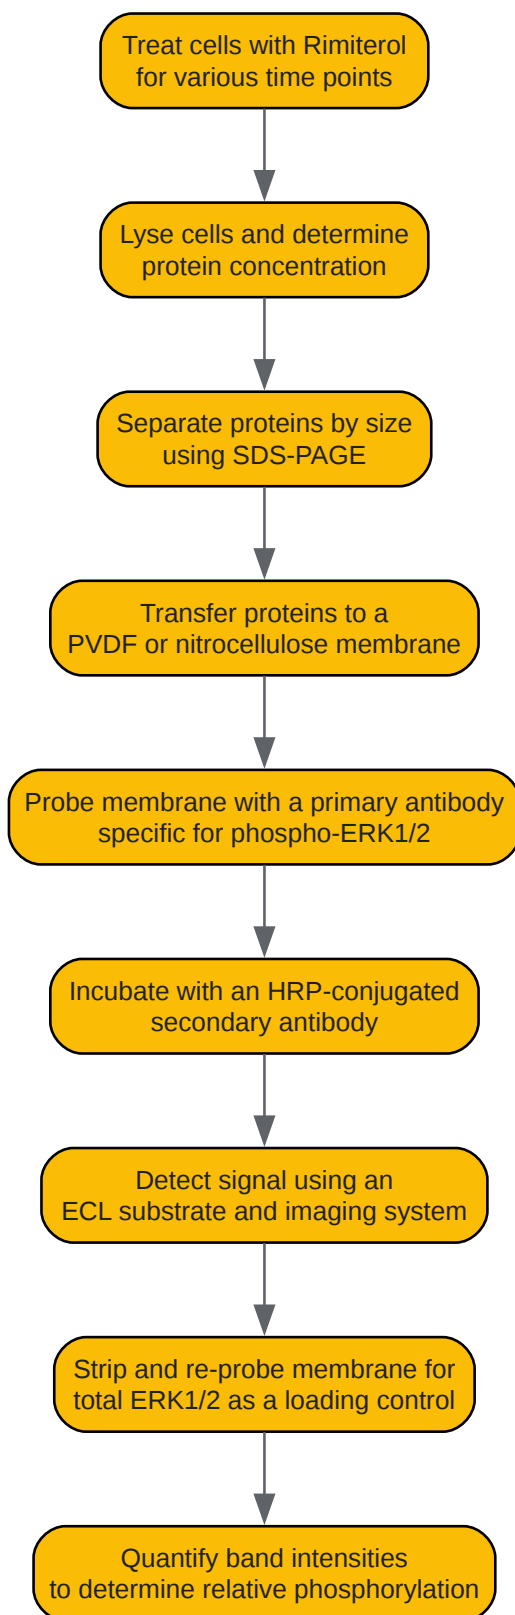 Treat cells with Rimiterol
for various time points
Lyse cells and determine
protein concentration
Separate proteins by size
using SDS-PAGE
Transfer proteins to a
PVDF or nitrocellulose membrane
Probe membrane with a primary antibody
specific for phospho-ERK1/2
Incubate with an HRP-conjugated
secondary antibody
Detect signal using an
ECL substrate and imaging system
Strip and re-probe membrane for
total ERK1/2 as a loading control
Quantify band intensities
to determine relative phosphorylation